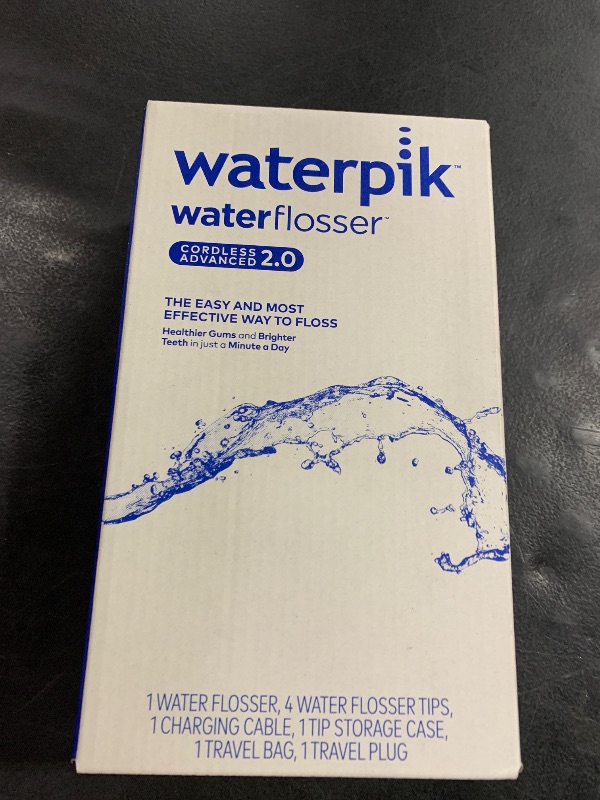 waterpik™
waterflosser™
CORDLESS
ADVANCED 2.0
THE EASY AND MOST
EFFECTIVE WAY TO FLOSS
Healthier Gums and Brighter
Teeth in just a Minute a Day
1 WATER FLOSSER, 4 WATER FLOSSER TIPS,
1 CHARGING CABLE, 1 TIP STORAGE CASE,
1 TRAVEL BAG, 1 TRAVEL PLUG